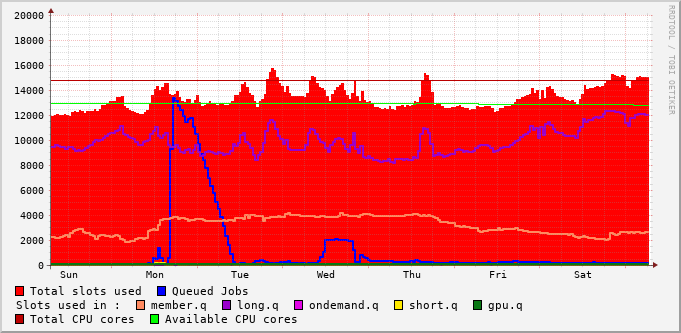 20000
18000
16000
14000
12000
10000
8000
6000
4000
2000
0
Sun Mon Tue Wed Thu Fri Sat
RRDTOOL / TOBI OETIKER
Total slots used Queued Jobs
Slots used in : member.q long.q ondemand.q short.q gpu.q
Total CPU cores Available CPU cores